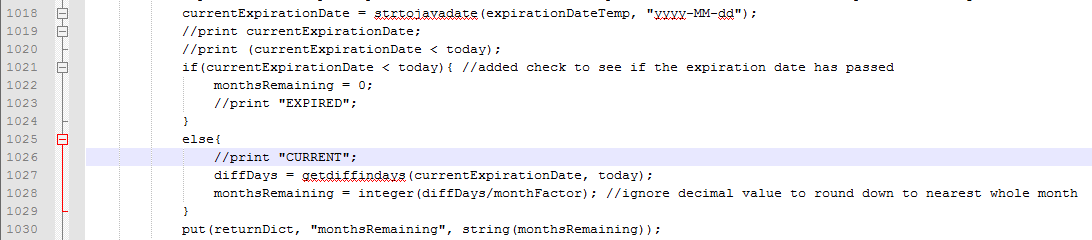 1018 currentExpirationDate = strtojavadate(expirationDateTemp, "yyyy-MM-dd");
1019 //print currentExpirationDate;
1020 //print (currentExpirationDate < today);
1021 if(currentExpirationDate < today){ //added check to see if the expiration date has passed
1022 monthsRemaining = 0;
1023 //print "EXPIRED";
1024 }
1025 else{
1026 //print "CURRENT";
1027 diffDays = getdiffindays(currentExpirationDate, today);
1028 monthsRemaining = integer(diffDays/monthFactor); //ignore decimal value to round down to nearest whole month
1029 }
1030 put(returnDict, "monthsRemaining", string(monthsRemaining));